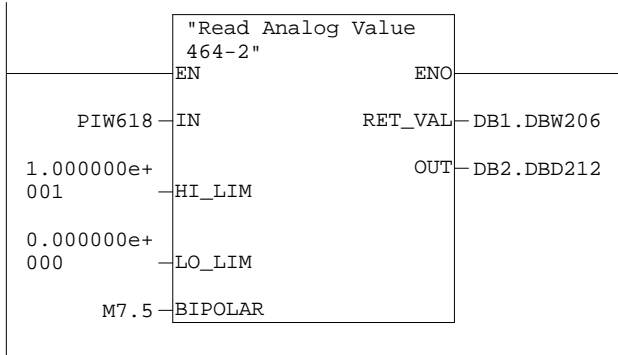 "Read Analog Value
464-2"
EN ENO
PIW618 IN RET_VAL DB1.DBW206
1.000000e+ OUT DB2.DBD212
001 HI_LIM
0.000000e+
000 LO_LIM
M7.5 BIPOLAR